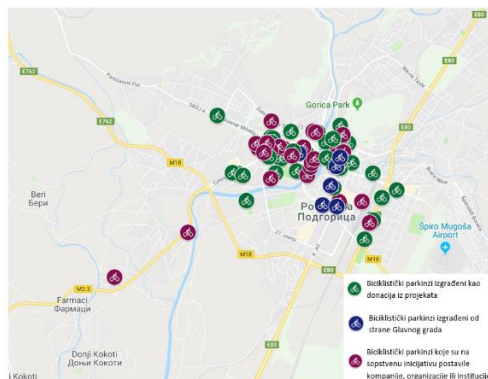 E762
E80
E762
Gorica Park
M18
Beri
Бери
Подгорица
Špiro Mugoša
Airport
M2.3
M18
E80
Farmaci
Фармаци
Donji Kokoti
Доњи Кокоти
i Kokoti
Biciklistički parkinzi izgrađeni kao
donacija iz projekata
Biciklistički parkinzi izgrađeni od
strane Glavnog grada
Biciklistički parkinzi koje su na
sopstvenu inicijativu postavile
kompanije, organizacije ili institucije